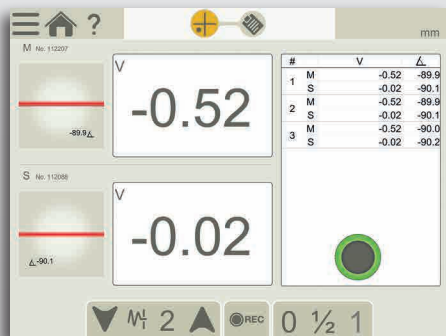 ?
mm
M No. 112207
-89.9
V
-0.52
S No. 112088
-90.1
V
-0.02
# V
1 M -0.52 -89.9
S -0.02 -90.1
2 M -0.52 -89.9
S -0.02 -90.1
3 M -0.52 -90.0
S -0.02 -90.2
2
REC
0 ½ 1